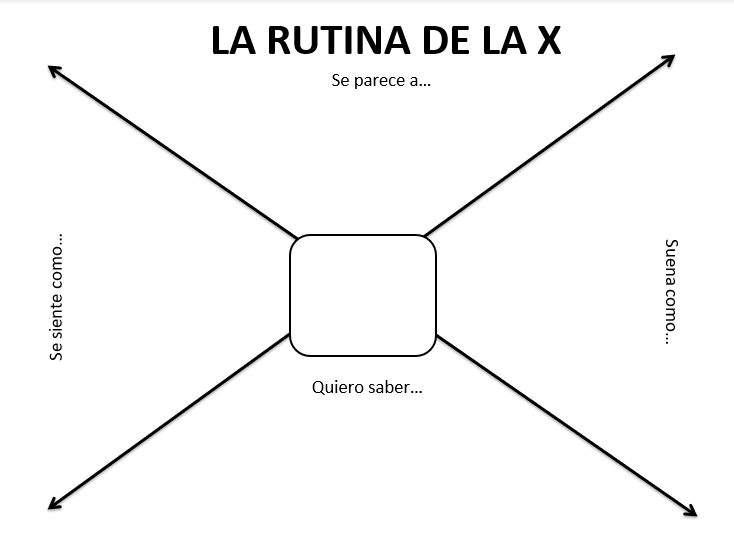 LA RUTINA DE LA X
Se parece a...
Se siente como...
Suena como...
Quiero saber...